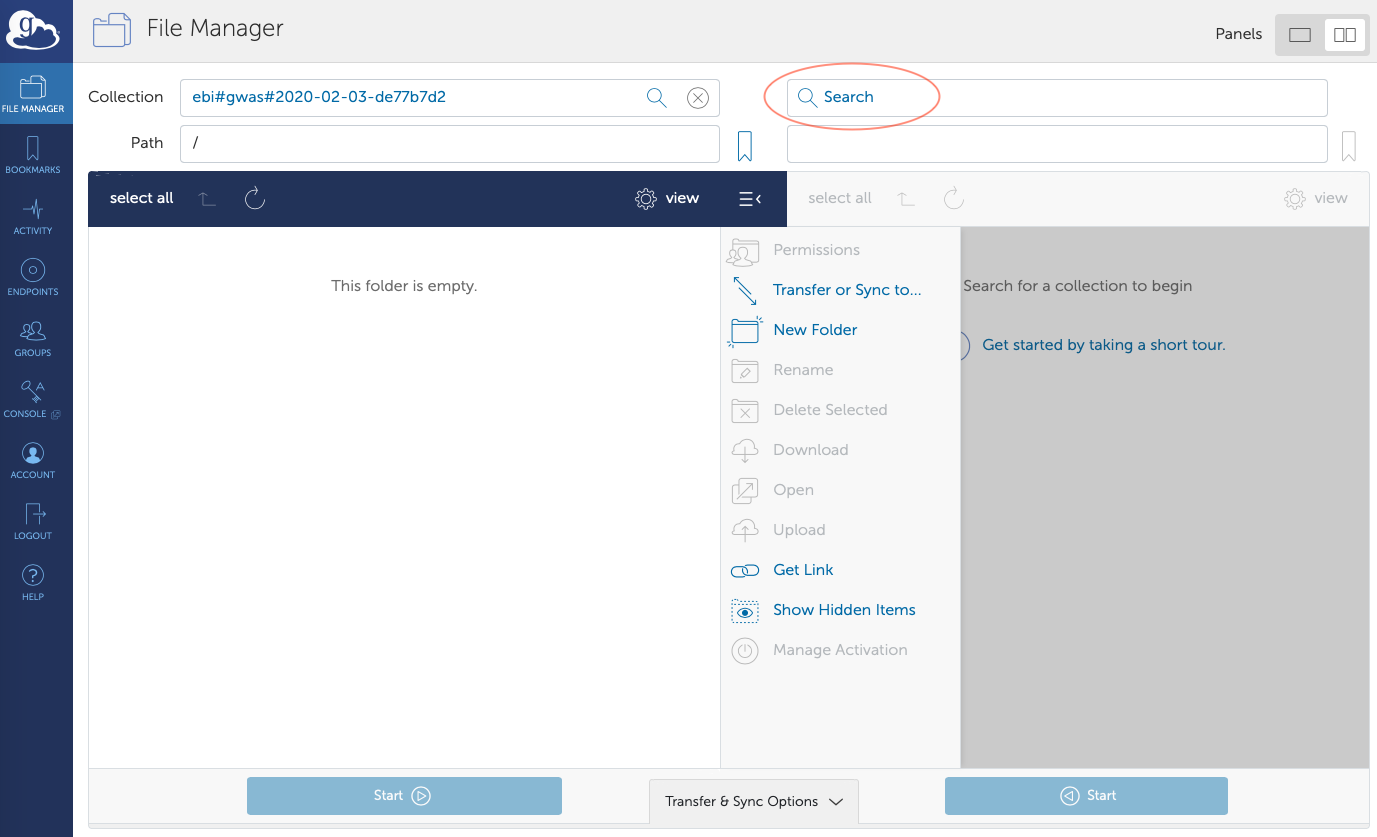 g
File Manager
Panels
FILE MANAGER
BOOKMARKS
ACTIVITY
ENDPOINTS
GROUPS
CONSOLE
ACCOUNT
LOGOUT
?
HELP
Collection
ebi#gwas#2020-02-03-de77b7d2
Search
Path
/
select all
view
select all
view
This folder is empty.
Permissions
Transfer or Sync to...
New Folder
Rename
Delete Selected
Download
Open
Upload
Get Link
Show Hidden Items
Manage Activation
Search for a collection to begin
Get started by taking a short tour.
Start
Transfer & Sync Options
Start